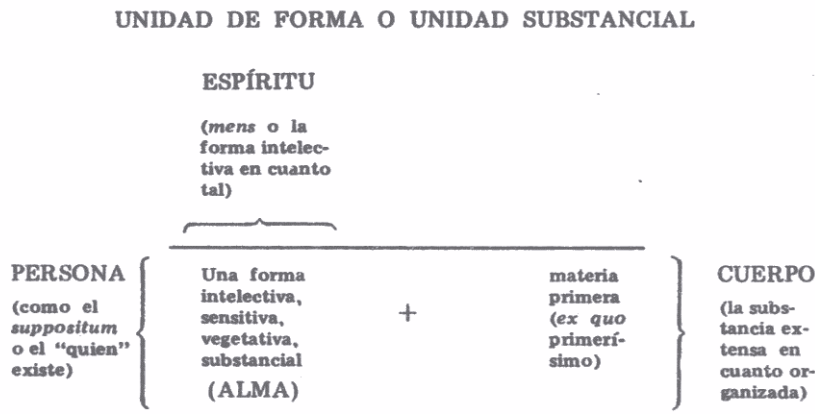 UNIDAD DE FORMA O UNIDAD SUBSTANCIAL
ESPÍRITU
(mens o la
forma intelec-
tiva en cuanto
tal)
PERSONA
(como el
suppositum
o el “quien”
existe)
Una forma
intelectiva,
sensitiva,
vegetativa,
substancial
(ALMA)
+
materia
primera
(ex quo
primerí-
simo)
CUERPO
(la subs-
tancia ex-
tensa en
cuanto or-
ganizada)